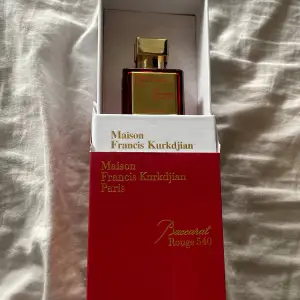 Maison
Francis Kurkdjian
Maison
Francis Kurkdjian
Paris
Baccarat
Rouge 540